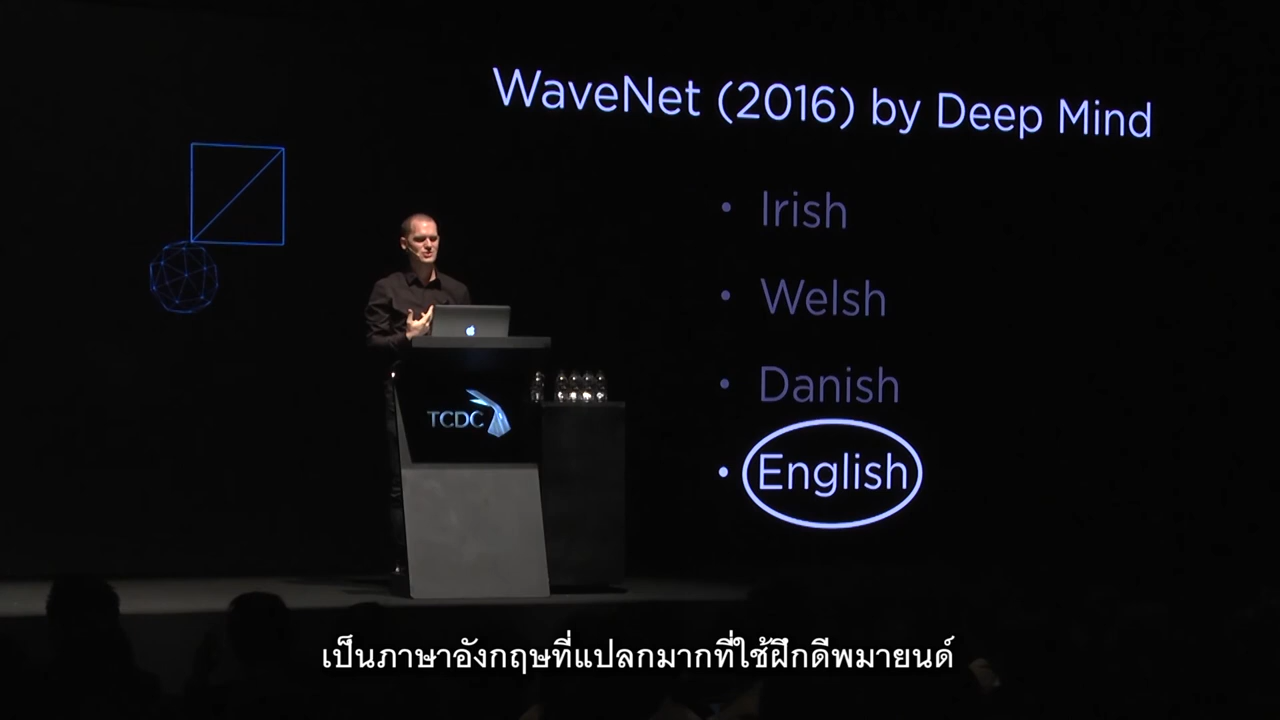 WaveNet (2016) by Deep Mind
• Irish
• Welsh
• Danish
• English
TCDC
เป็นภาษาอังกฤษที่แปลกมากที่ใช้ฝึกดีพมายนด์